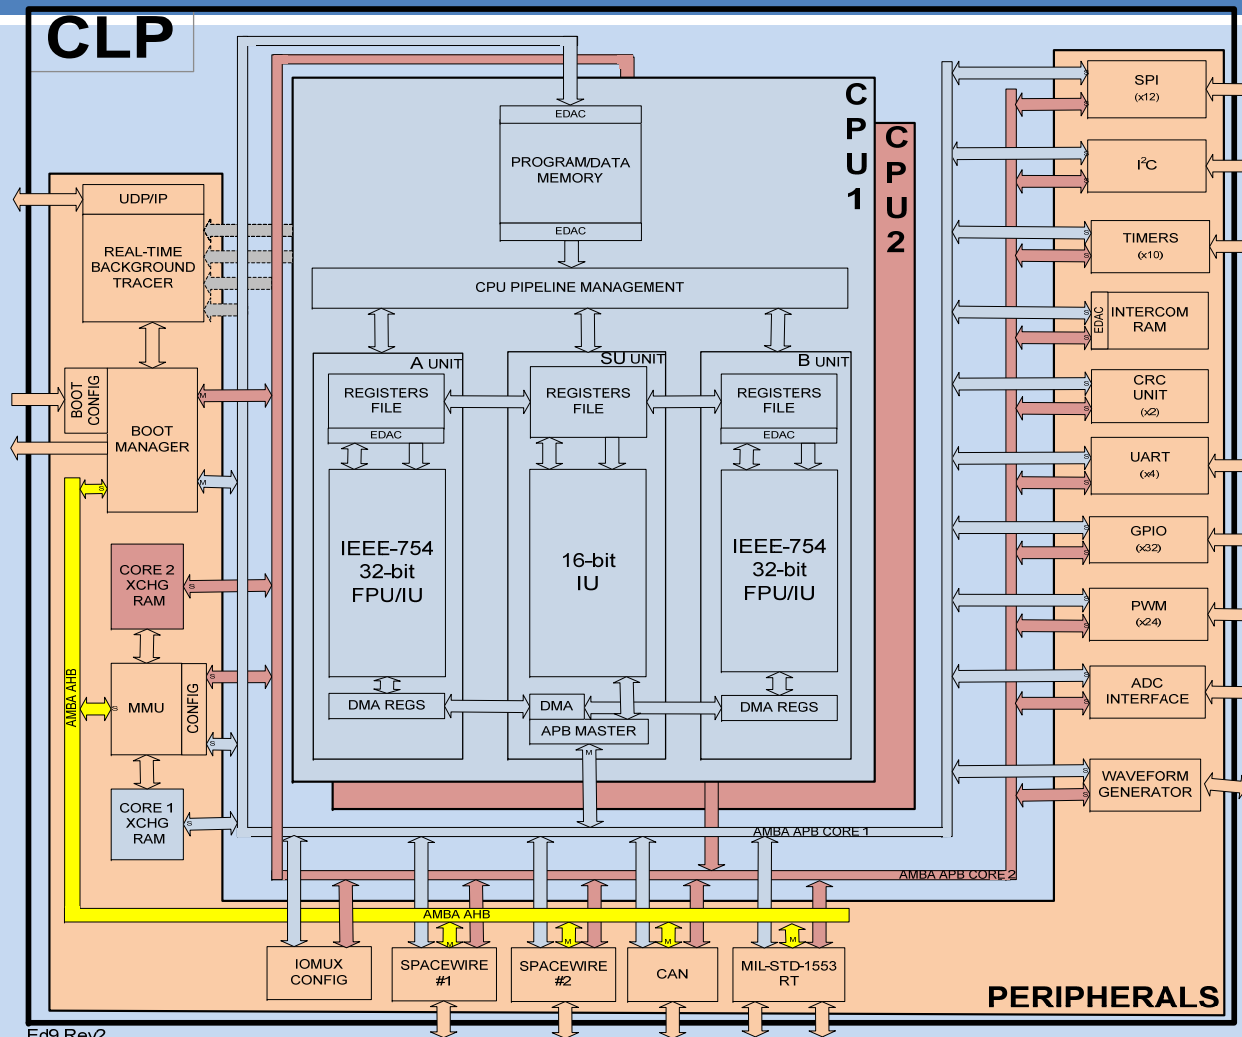 CLP
CPU1
CPU2
EDAC
PROGRAM/DATA
MEMORY
EDAC
CPU PIPELINE MANAGEMENT
A UNIT
REGISTERS
FILE
EDAC
IEEE-754
32-bit
FPU/IU
DMA REGS
SU UNIT
REGISTERS
FILE
16-bit
IU
DMA
APB MASTER
M
B UNIT
REGISTERS
FILE
EDAC
IEEE-754
32-bit
FPU/IU
DMA REGS
UDP/IP
REAL-TIME
BACKGROUND
TRACER
BOOT
CONFIG
BOOT
MANAGER
M
M
S
CORE 2
XCHG
RAM
S
MMU
CONFIG
S
S
S
CORE 1
XCHG
RAM
S
AMBA AHB
AMBA APB CORE 1
AMBA APB CORE 2
AMBA AHB
IOMUX
CONFIG
M
SPACEWIRE
#1
M
SPACEWIRE
#2
M
CAN
M
MIL-STD-1553
RT
S
S
SPI
(x12)
S
S
I²C
S
S
TIMERS
(x10)
S
S
EDAC
INTERCOM
RAM
S
S
CRC
UNIT
(x2)
S
S
UART
(x4)
S
S
GPIO
(x32)
S
S
PWM
(x24)
S
S
ADC
INTERFACE
S
S
WAVEFORM
GENERATOR
PERIPHERALS
Ed9 Rev2